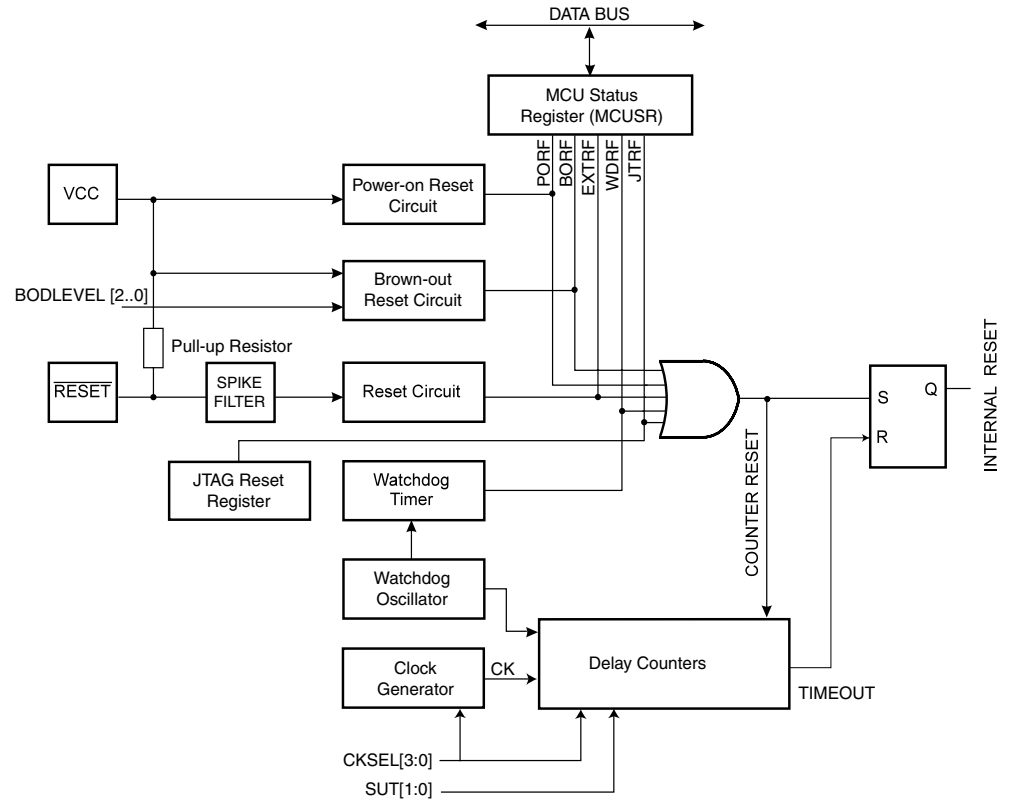 DATA BUS
MCU Status
Register (MCUSR)
PORF
BORF
EXTRF
WDRF
JTRF
VCC
Power-on Reset
Circuit
Brown-out
Reset Circuit
BODLEVEL [2..0]
Pull-up Resistor
RESET
SPIKE
FILTER
Reset Circuit
JTAG Reset
Register
Watchdog
Timer
Watchdog
Oscillator
Clock
Generator
CK
CKSEL[3:0]
SUT[1:0]
Delay Counters
COUNTER RESET
TIMEOUT
S
R
Q
INTERNAL RESET